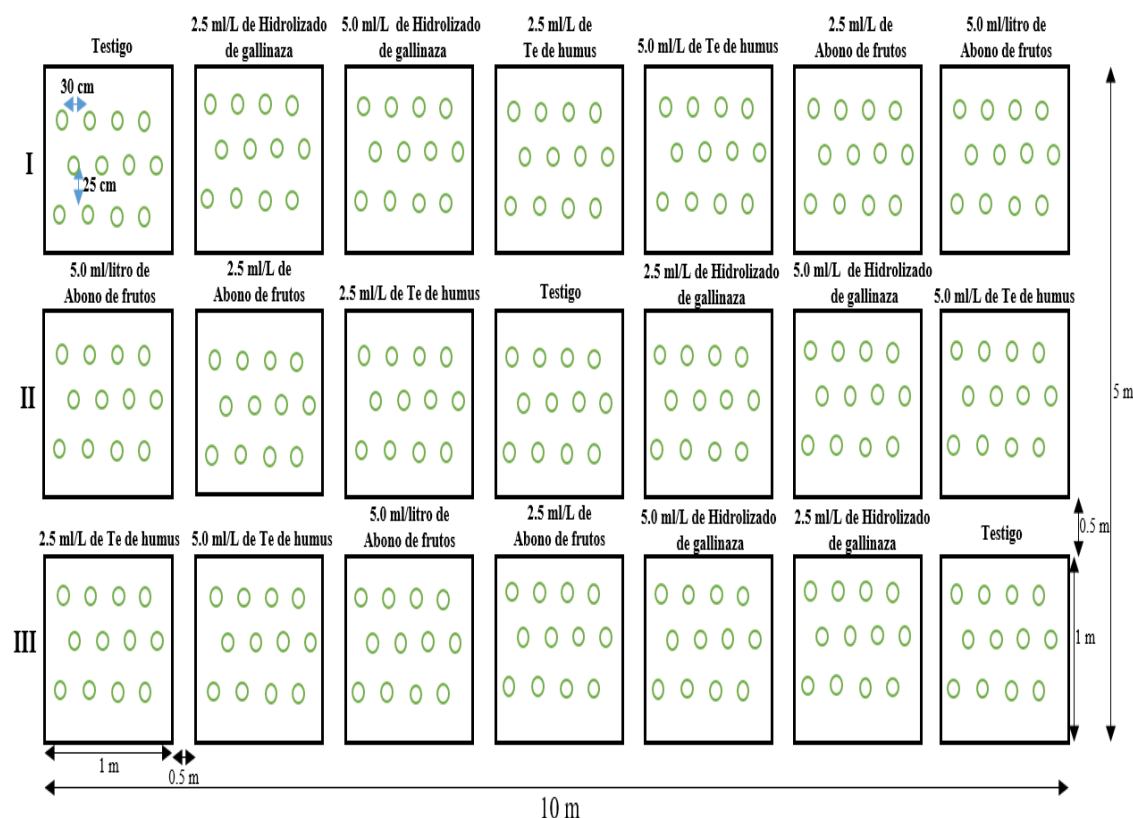 Testigo
2.5 ml/L de Hidrolizado
de gallinaza
5.0 ml/L de Hidrolizado
de gallinaza
2.5 ml/L de
Te de humus
5.0 ml/L de Te de humus
2.5 ml/L de
Abono de frutos
5.0 ml/litro de
Abono de frutos
30 cm
I
25 cm
5.0 ml/litro de
Abono de frutos
2.5 ml/L de
Abono de frutos
2.5 ml/L de Te de humus
Testigo
2.5 ml/L de Hidrolizado
de gallinaza
5.0 ml/L de Hidrolizado
de gallinaza
5.0 ml/L de Te de humus
II
5 m
2.5 ml/L de Te de humus
5.0 ml/L de Te de humus
5.0 ml/litro de
Abono de frutos
2.5 ml/L de
Abono de frutos
5.0 ml/L de Hidrolizado
de gallinaza
2.5 ml/L de Hidrolizado
de gallinaza
Testigo
0.5 m
III
1 m
1 m
0.5 m
10 m